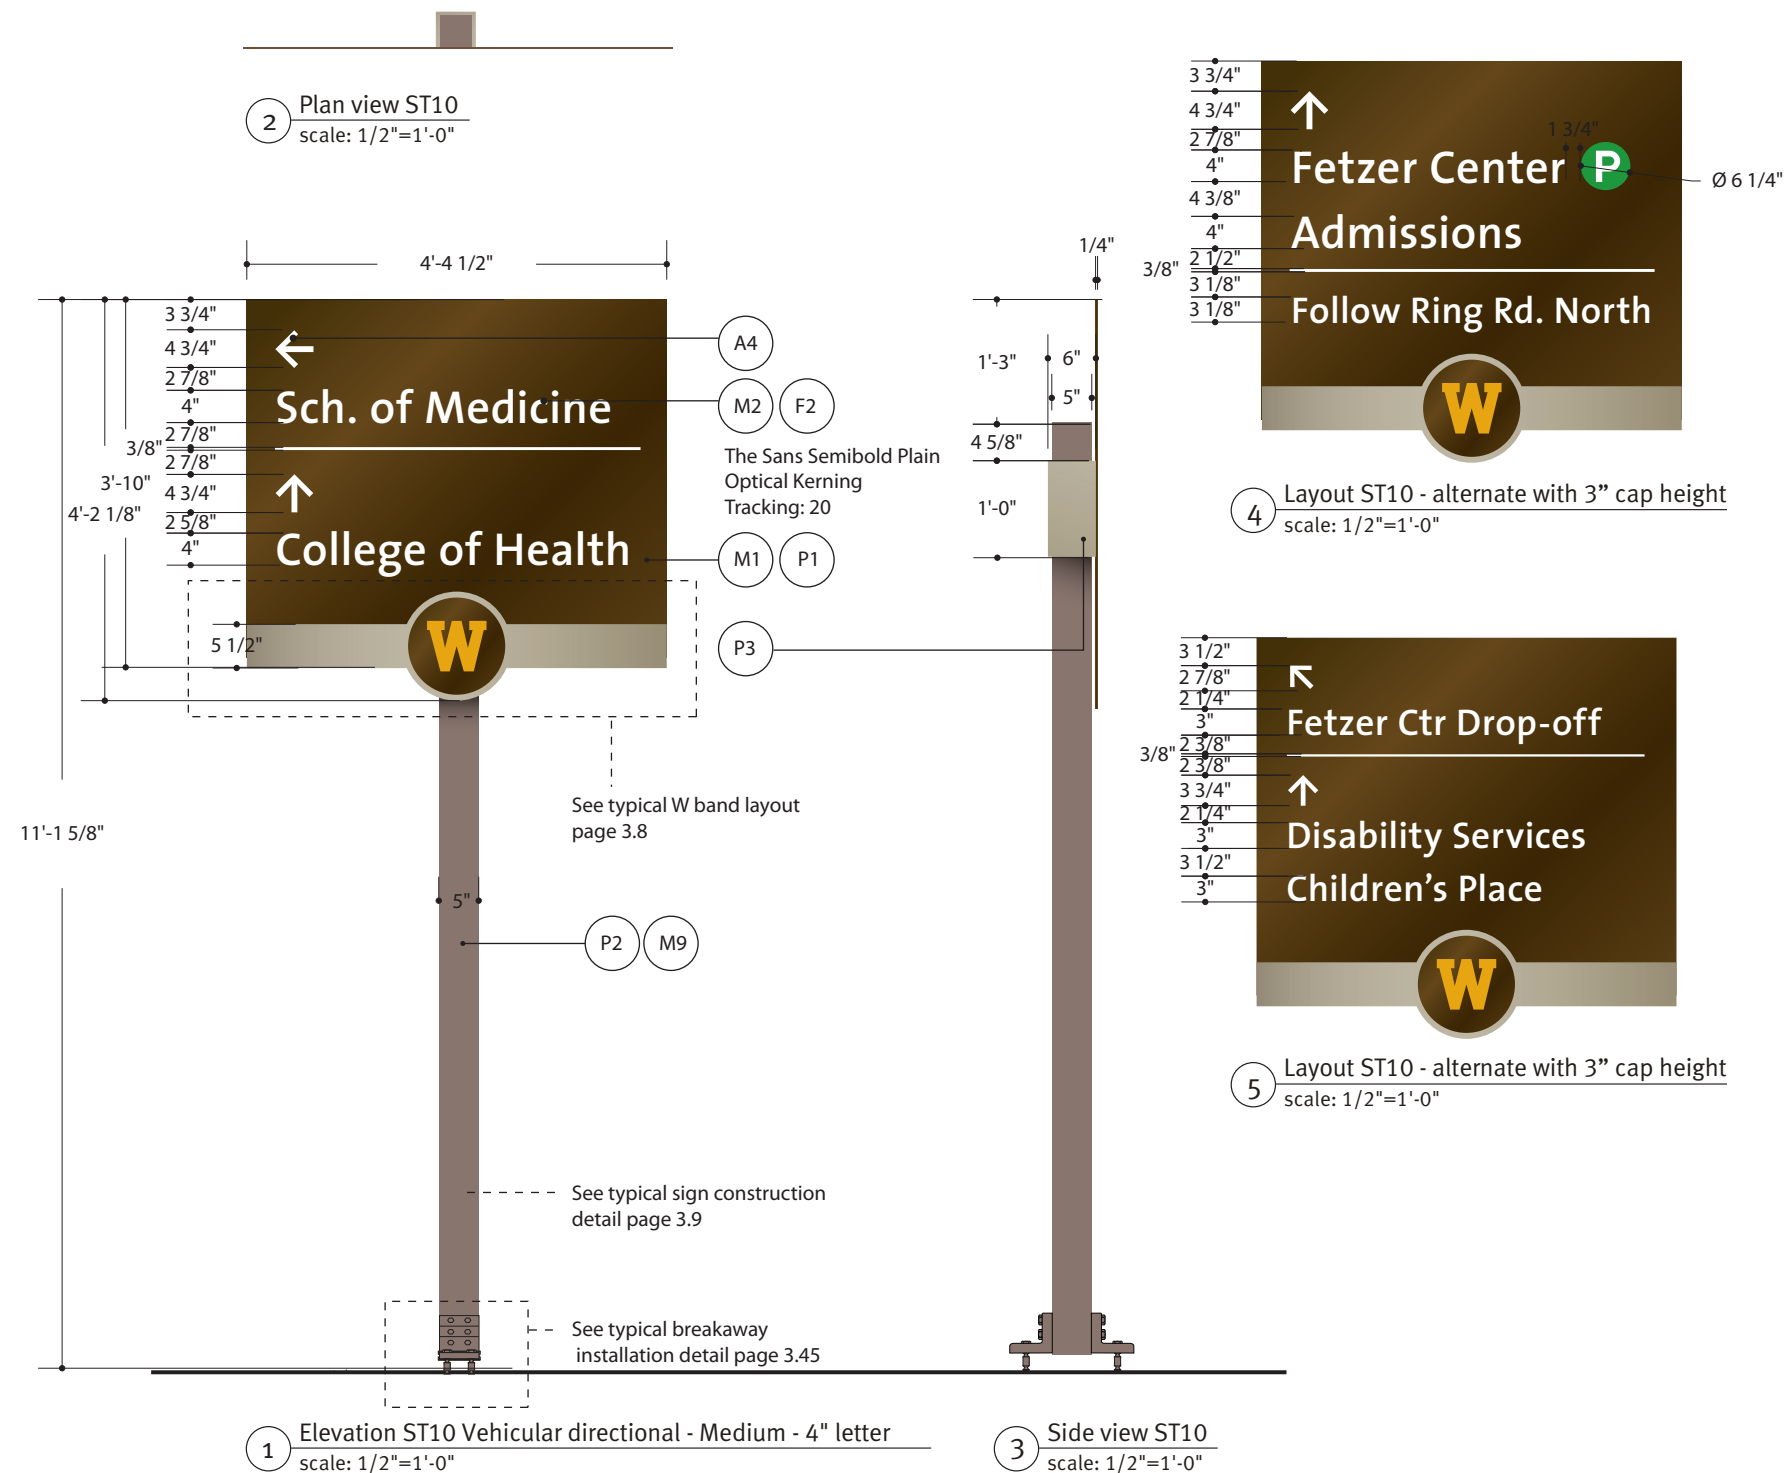 2
Plan view ST10
scale: 1/2"=1'-0"
4'-4 1/2"
3 3/4"
4 3/4"
2 7/8"
4"
2 7/8"
3/8"
2 7/8"
4 3/4"
2 5/8"
4"
3'-10"
4'-2 1/8"
5 1/2"
11'-1 5/8"
Sch. of Medicine
College of Health
W
5"
A4
M2 F2
The Sans Semibold Plain
Optical Kerning
Tracking: 20
M1 P1
P3
See typical W band layout
page 3.8
P2 M9
See typical sign construction
detail page 3.9
See typical breakaway
installation detail page 3.45
1
Elevation ST10 Vehicular directional - Medium - 4" letter
scale: 1/2"=1'-0"
1/4"
1'-3"
6"
5"
4 5/8"
1'-0"
3
Side view ST10
scale: 1/2"=1'-0"
3 3/4"
4 3/4"
2 7/8"
4"
4 3/8"
4"
2 1/2"
3/8"
3 1/8"
3 1/8"
1 3/4"
Ø 6 1/4"
Fetzer Center P
Admissions
Follow Ring Rd. North
W
4
Layout ST10 - alternate with 3” cap height
scale: 1/2"=1'-0"
3 1/2"
2 7/8"
2 1/4"
3"
2 3/8"
3/8"
2 3/8"
3 3/4"
2 1/4"
3"
3 1/2"
3"
Fetzer Ctr Drop-off
Disability Services
Children’s Place
W
5
Layout ST10 - alternate with 3” cap height
scale: 1/2"=1'-0"